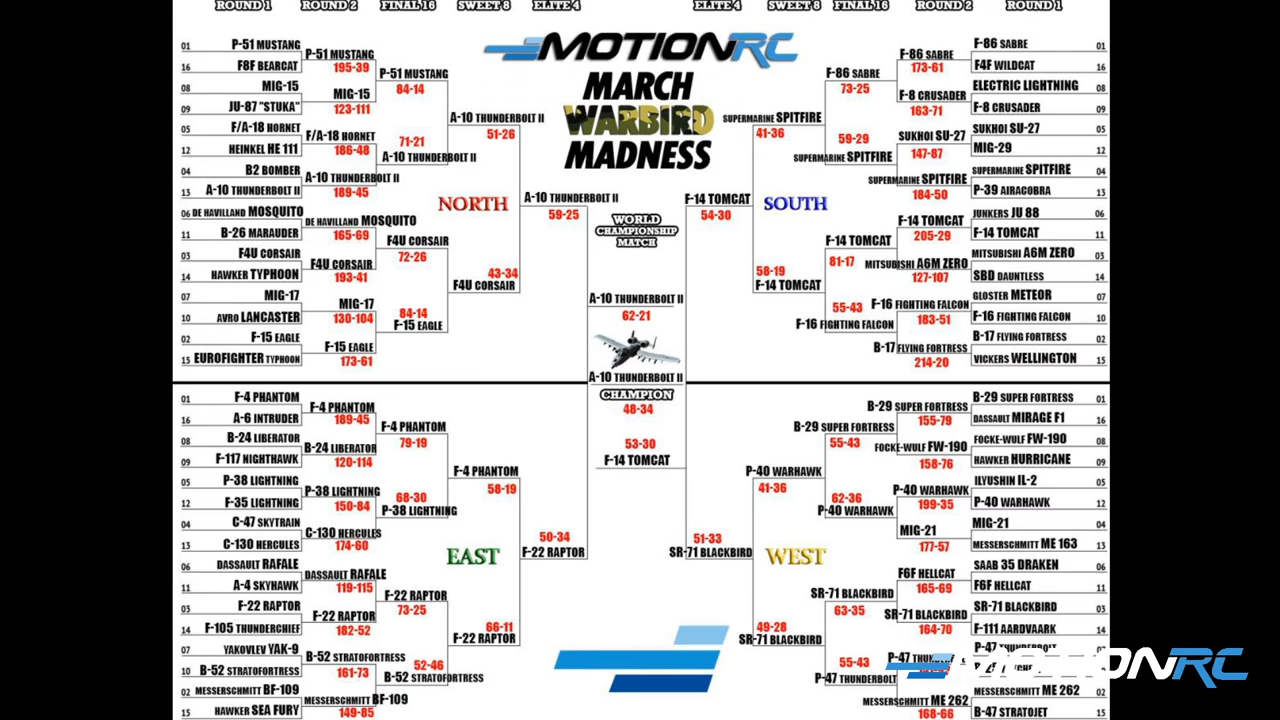 ROUND 1 ROUND 2 FINAL 16 SWEET 8 ELITE 4 ELITE 4 SWEET 8 FINAL 16 ROUND 2 ROUND 1
MOTIONRC
MARCH
WARBIRD
MADNESS
01 P-51 MUSTANG
16 F8F BEARCAT
08 MIG-15
09 JU-87 "STUKA"
05 F/A-18 HORNET
12 HEINKEL HE 111
04 B2 BOMBER
13 A-10 THUNDERBOLT II
06 DE HAVILLAND MOSQUITO
11 B-26 MARAUDER
03 F4U CORSAIR
14 HAWKER TYPHOON
07 MIG-17
10 AVRO LANCASTER
02 F-15 EAGLE
15 EUROFIGHTER TYPHOON
P-51 MUSTANG
195-39
MIG-15
123-111
F/A-18 HORNET
186-48
A-10 THUNDERBOLT II
189-45
DE HAVILLAND MOSQUITO
165-69
F4U CORSAIR
193-41
MIG-17
130-104
F-15 EAGLE
173-61
P-51 MUSTANG
84-14
71-21
A-10 THUNDERBOLT II
F4U CORSAIR
72-26
84-14
F-15 EAGLE
A-10 THUNDERBOLT II
51-26
43-34
F4U CORSAIR
NORTH
A-10 THUNDERBOLT II
59-25
WORLD
CHAMPIONSHIP
MATCH
A-10 THUNDERBOLT II
62-21
A-10 THUNDERBOLT II
CHAMPION
48-34
53-30
F-14 TOMCAT
F-14 TOMCAT
54-30
SOUTH
SUPERMARINE SPITFIRE
41-36
58-19
F-14 TOMCAT
F-86 SABRE
73-25
59-29
SUPERMARINE SPITFIRE
F-14 TOMCAT
81-17
55-43
F-16 FIGHTING FALCON
F-86 SABRE
173-61
F-8 CRUSADER
163-71
SUKHOI SU-27
147-87
SUPERMARINE SPITFIRE
184-50
F-14 TOMCAT
205-29
MITSUBISHI A6M ZERO
127-107
F-16 FIGHTING FALCON
183-51
B-17 FLYING FORTRESS
214-20
F-86 SABRE 01
F4F WILDCAT 16
ELECTRIC LIGHTNING 08
F-8 CRUSADER 09
SUKHOI SU-27 05
MIG-29 12
SUPERMARINE SPITFIRE 04
P-39 AIRACOBRA 13
JUNKERS JU 88 06
F-14 TOMCAT 11
MITSUBISHI A6M ZERO 03
SBD DAUNTLESS 14
GLOSTER METEOR 07
F-16 FIGHTING FALCON 10
B-17 FLYING FORTRESS 02
VICKERS WELLINGTON 15
01 F-4 PHANTOM
16 A-6 INTRUDER
08 B-24 LIBERATOR
09 F-117 NIGHTHAWK
05 P-38 LIGHTNING
12 F-35 LIGHTNING
04 C-47 SKYTRAIN
13 C-130 HERCULES
06 DASSAULT RAFALE
11 A-4 SKYHAWK
03 F-22 RAPTOR
14 F-105 THUNDERCHIEF
07 YAKOVLEV YAK-9
10 B-52 STRATOFORTRESS
02 MESSERSCHMITT BF-109
15 HAWKER SEA FURY
F-4 PHANTOM
189-45
B-24 LIBERATOR
120-114
P-38 LIGHTNING
150-84
C-130 HERCULES
174-60
DASSAULT RAFALE
119-115
F-22 RAPTOR
182-52
B-52 STRATOFORTRESS
161-73
MESSERSCHMITT BF-109
149-85
F-4 PHANTOM
79-19
68-30
P-38 LIGHTNING
F-22 RAPTOR
73-25
52-46
B-52 STRATOFORTRESS
F-4 PHANTOM
58-19
66-11
F-22 RAPTOR
EAST
50-34
F-22 RAPTOR
51-33
SR-71 BLACKBIRD
WEST
P-40 WARHAWK
41-36
49-28
SR-71 BLACKBIRD
B-29 SUPER FORTRESS
55-43
62-36
P-40 WARHAWK
SR-71 BLACKBIRD
63-35
55-43
P-47 THUNDERBOLT
B-29 SUPER FORTRESS
155-79
FOCKE-WULF FW-190
158-76
P-40 WARHAWK
199-35
MIG-21
177-57
F6F HELLCAT
165-69
SR-71 BLACKBIRD
164-70
P-47
MESSERSCHMITT ME 262
168-66
B-29 SUPER FORTRESS 01
DASSAULT MIRAGE F1 16
FOCKE-WULF FW-190 08
HAWKER HURRICANE 09
ILYUSHIN IL-2 05
P-40 WARHAWK 12
MIG-21 04
MESSERSCHMITT ME 163 13
SAAB 35 DRAKEN 06
F6F HELLCAT 11
SR-71 BLACKBIRD 03
F-111 AARDVAARK 14
P-47 THUNDERBOLT
MESSERSCHMITT ME 262 02
B-47 STRATOJET 15
MOTIONRC